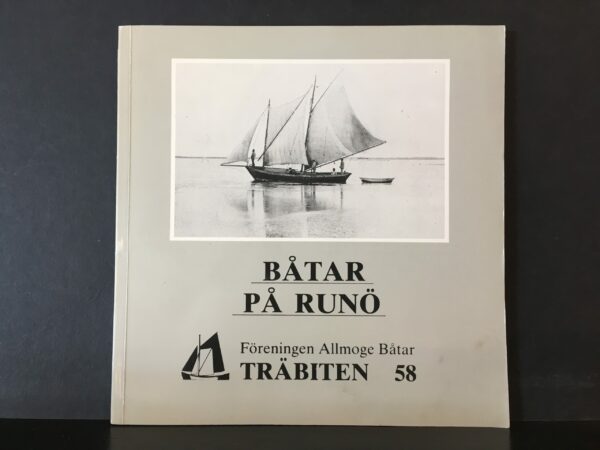 BÅTAR
PÅ RUNÖ
Föreningen Allmoge Båtar
TRÄBITEN 58